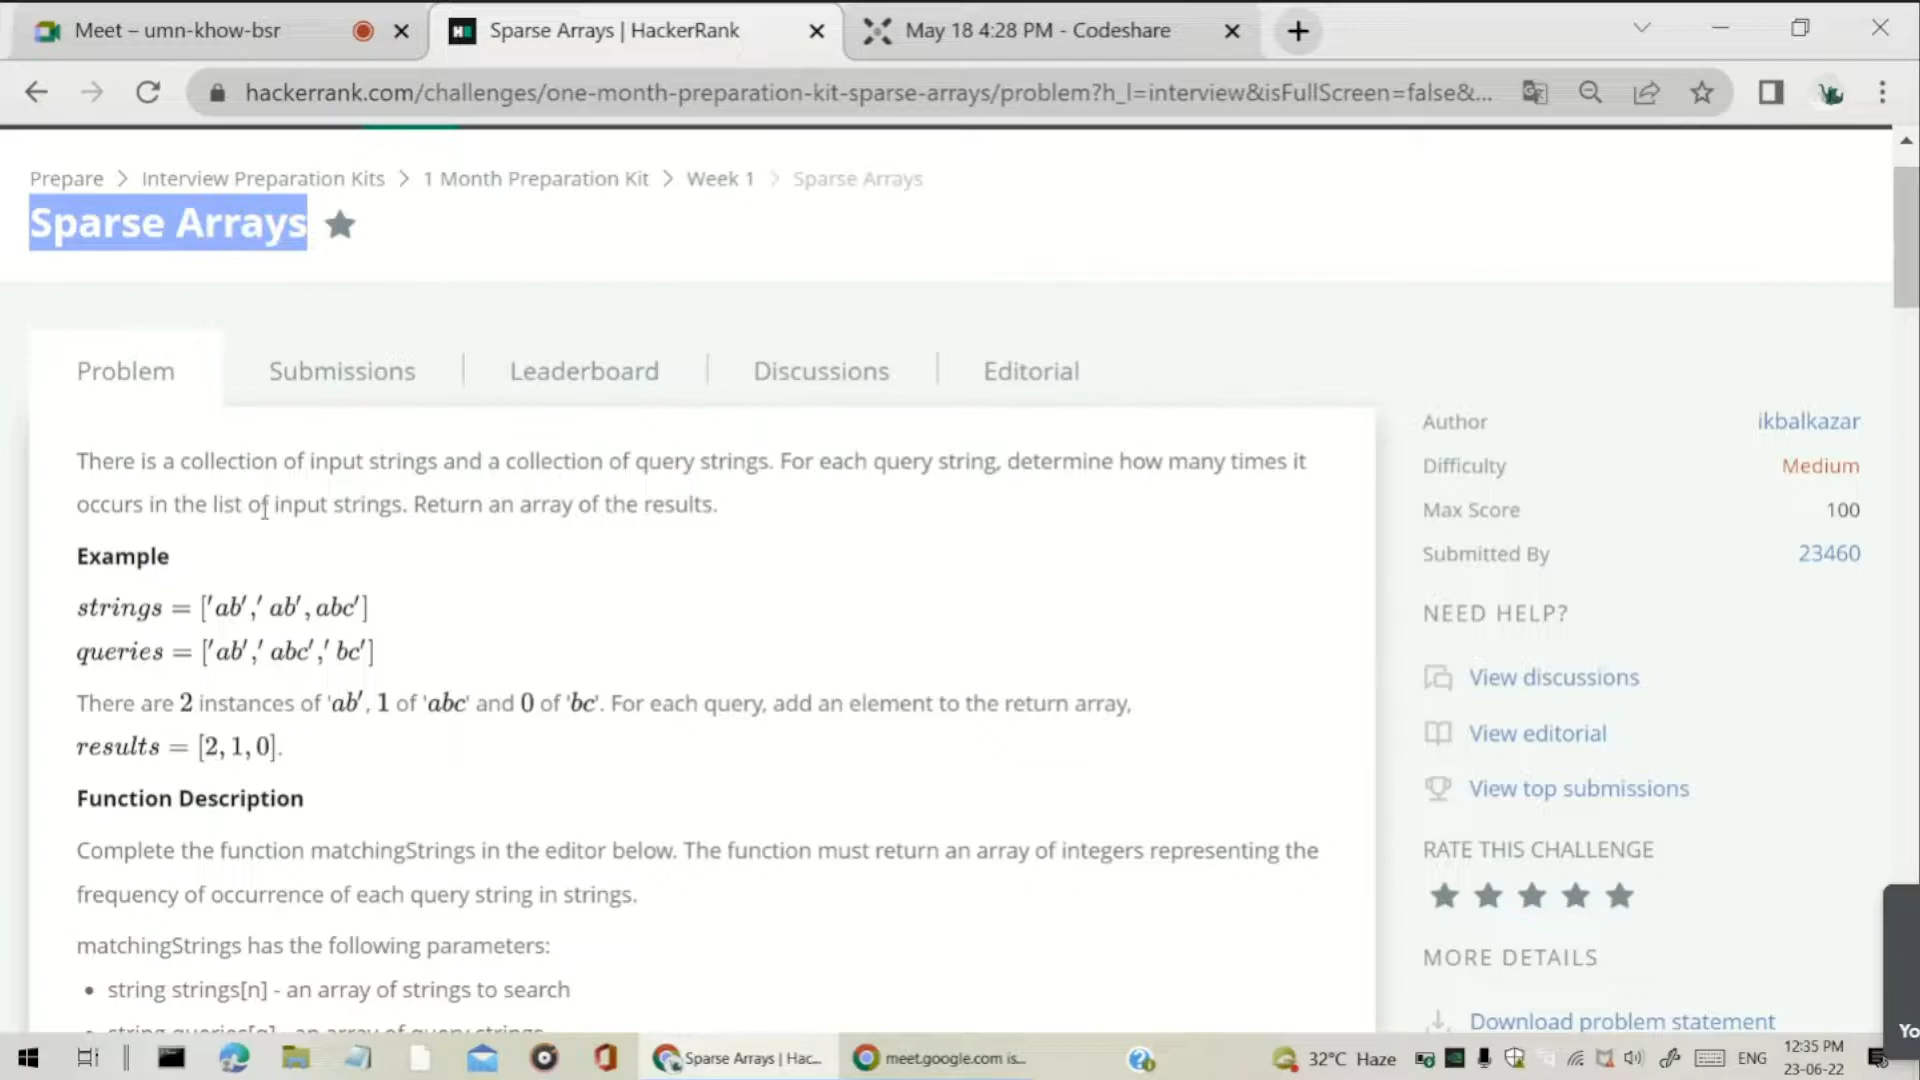 Meet – umn-khow-bsr
Sparse Arrays | HackerRank
May 18 4:28 PM - Codeshare
hackerrank.com/challenges/one-month-preparation-kit-sparse-arrays/problem?h_l=interview&isFullScreen=false&...
Prepare > Interview Preparation Kits > 1 Month Preparation Kit > Week 1 > Sparse Arrays
Sparse Arrays
Problem
Submissions
Leaderboard
Discussions
Editorial
There is a collection of input strings and a collection of query strings. For each query string, determine how many times it
occurs in the list of input strings. Return an array of the results.
Example
strings = ['ab',' ab', abc']
queries = ['ab',' abc',' bc']
There are 2 instances of 'ab', 1 of 'abc' and 0 of 'bc'. For each query, add an element to the return array,
results = [2, 1, 0].
Function Description
Complete the function matchingStrings in the editor below. The function must return an array of integers representing the
frequency of occurrence of each query string in strings.
matchingStrings has the following parameters:
• string strings[n] - an array of strings to search
• string queries[q] - an array of query strings
Author ikbalkazar
Difficulty Medium
Max Score 100
Submitted By 23460
NEED HELP?
View discussions
View editorial
View top submissions
RATE THIS CHALLENGE
MORE DETAILS
Download problem statement
Yo
Sparse Arrays | Hac...
meet.google.com is...
32°C Haze
ENG
12:35 PM
23-06-22